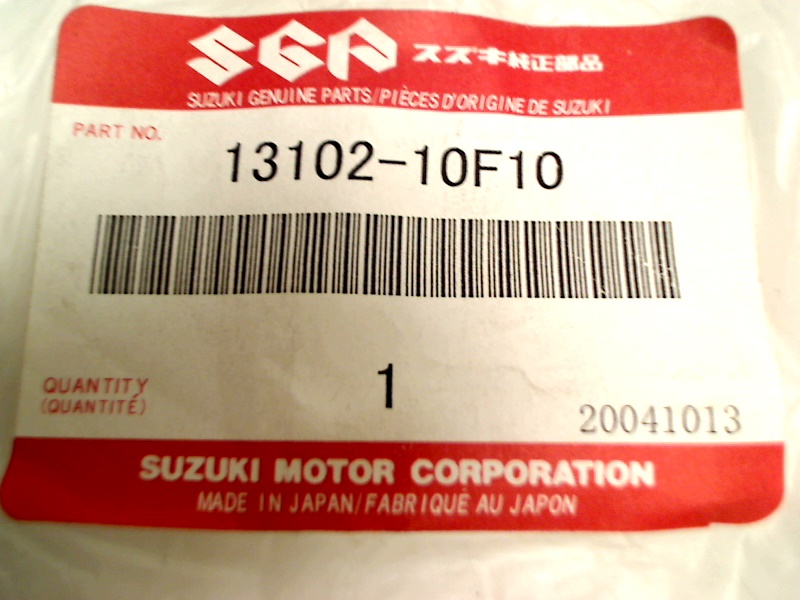 SGP スズキ純正部品
SUZUKI GENUINE PARTS/PIÈCES D'ORIGINE DE SUZUKI
PART NO.
13102-10F10
1
QUANTITY
(QUANTITÉ)
20041013
SUZUKI MOTOR CORPORATION
MADE IN JAPAN/FABRIQUÉ AU JAPON